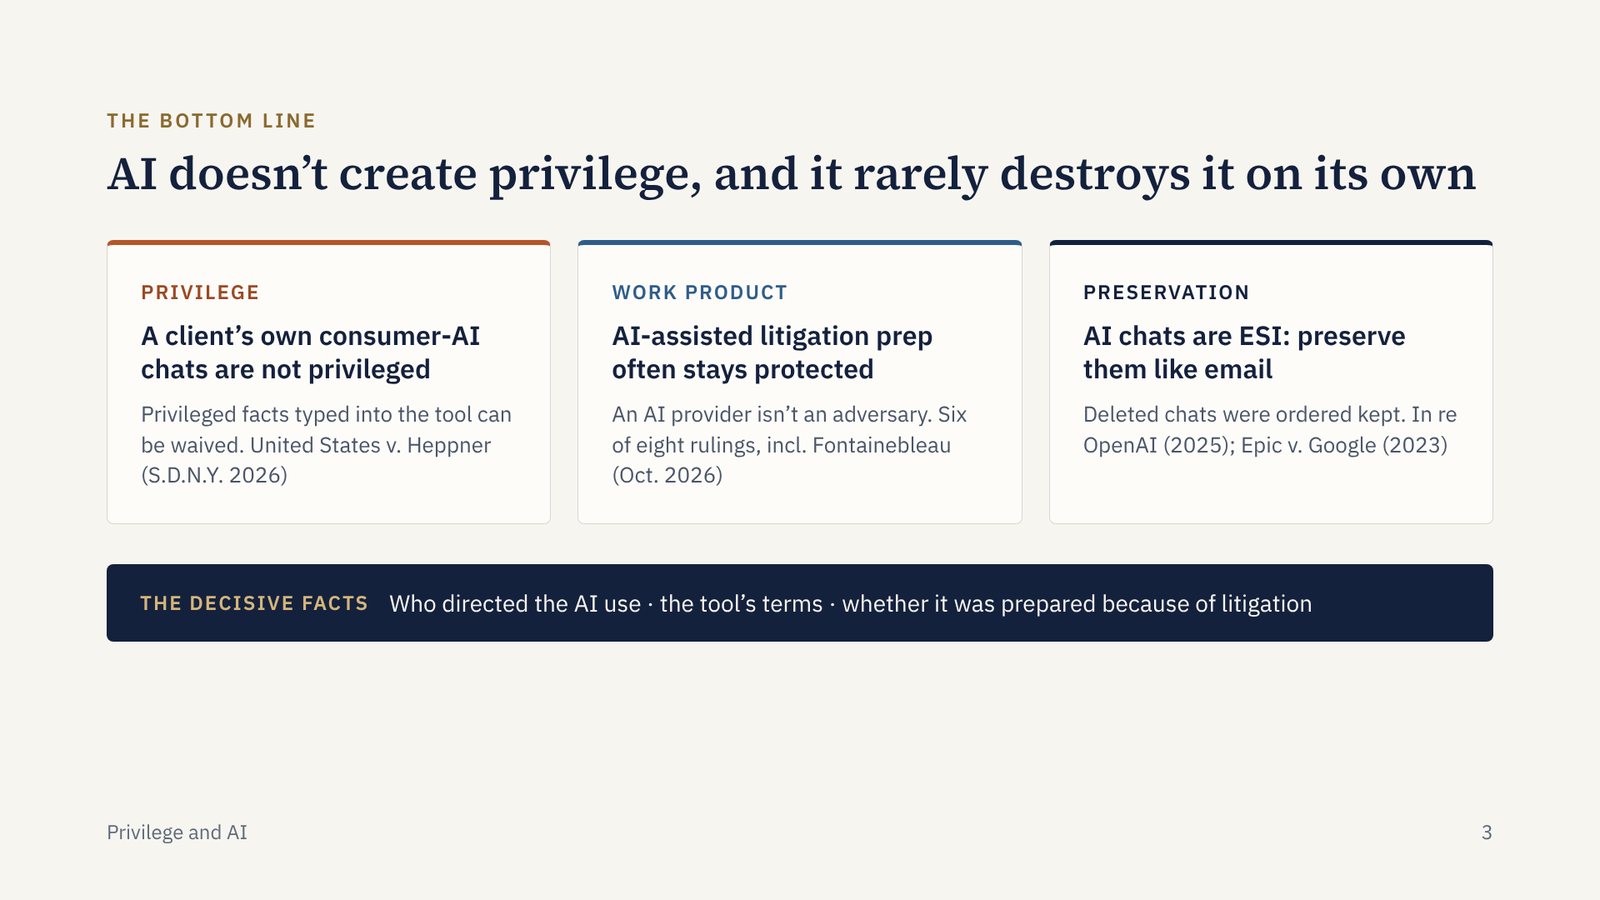 THE BOTTOM LINE
AI doesn’t create privilege, and it rarely destroys it on its own
PRIVILEGE
A client’s own consumer-AI
chats are not privileged
Privileged facts typed into the tool can
be waived. United States v. Heppner
(S.D.N.Y. 2026)
WORK PRODUCT
AI-assisted litigation prep
often stays protected
An AI provider isn’t an adversary. Six
of eight rulings, incl. Fontainebleau
(Oct. 2026)
PRESERVATION
AI chats are ESI: preserve
them like email
Deleted chats were ordered kept. In re
OpenAI (2025); Epic v. Google (2023)
THE DECISIVE FACTS Who directed the AI use · the tool’s terms · whether it was prepared because of litigation
Privilege and AI
3